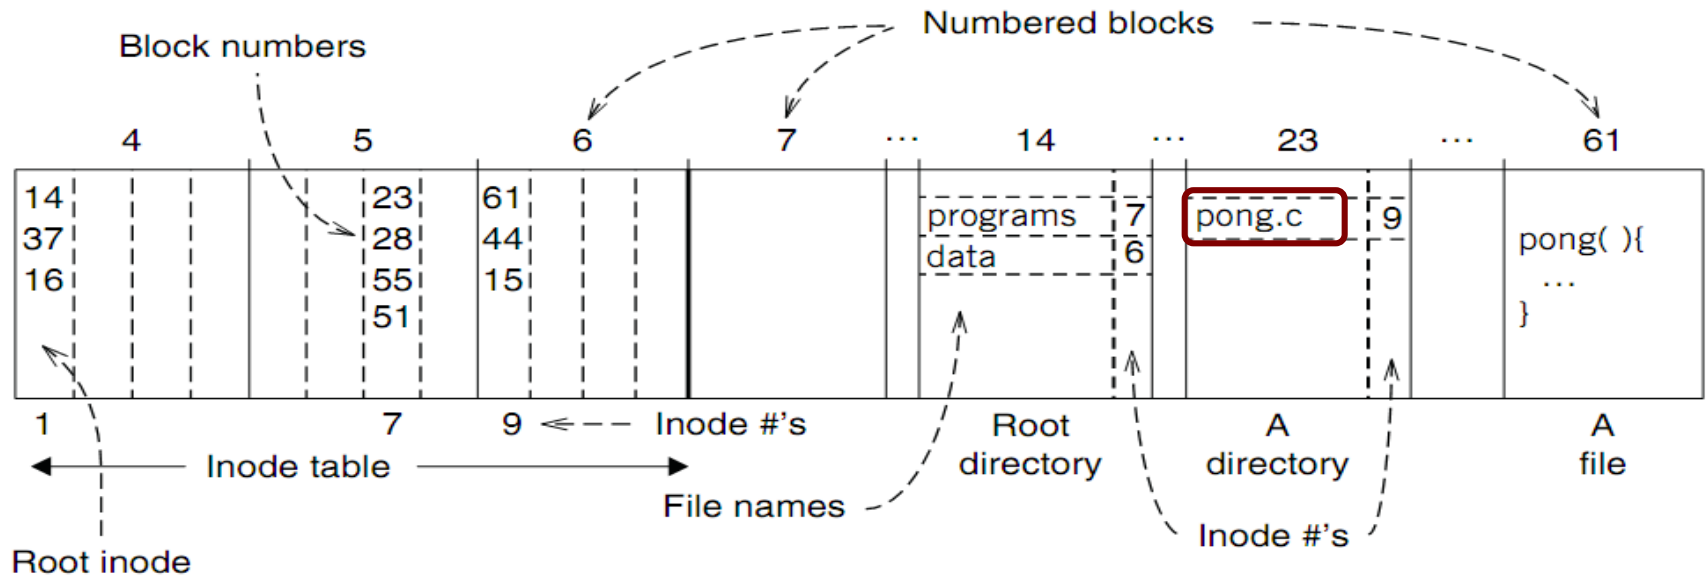 Numbered blocks
Block numbers
4 5 6 7 ... 14 ... 23 ... 61
14 23 61
programs 7 pong.c 9
37 28 44
pong( ){
data 6
16 55 15
...
51
}
1 7 9 Inode #'s
Root directory
A directory
A file
Inode table
File names
Inode #'s
Root inode